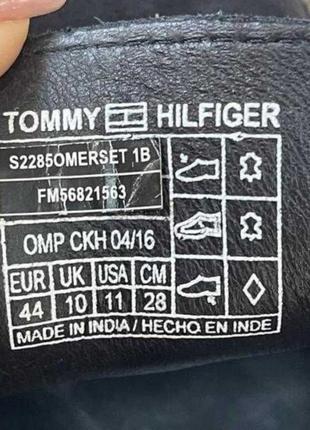 TOMMY HILFIGER
S2285OMERSET 1B
FM56821563
OMP CKH 04/16
EUR UK USA CM
44 10 11 28
MADE IN INDIA / HECHO EN INDE